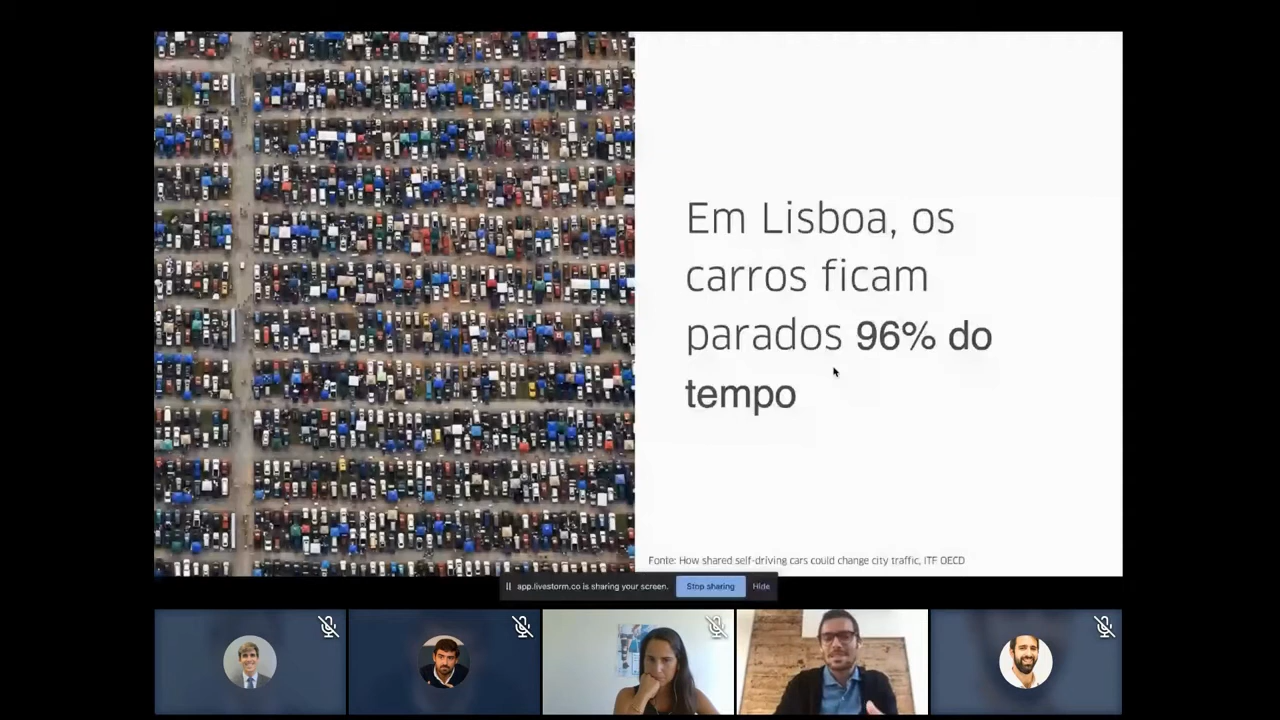 Em Lisboa, os
carros ficam
parados 96% do
tempo
Fonte: How shared self-driving cars could change city traffic, ITF OECD
app.livestorm.co is sharing your screen.
Stop sharing
Hide